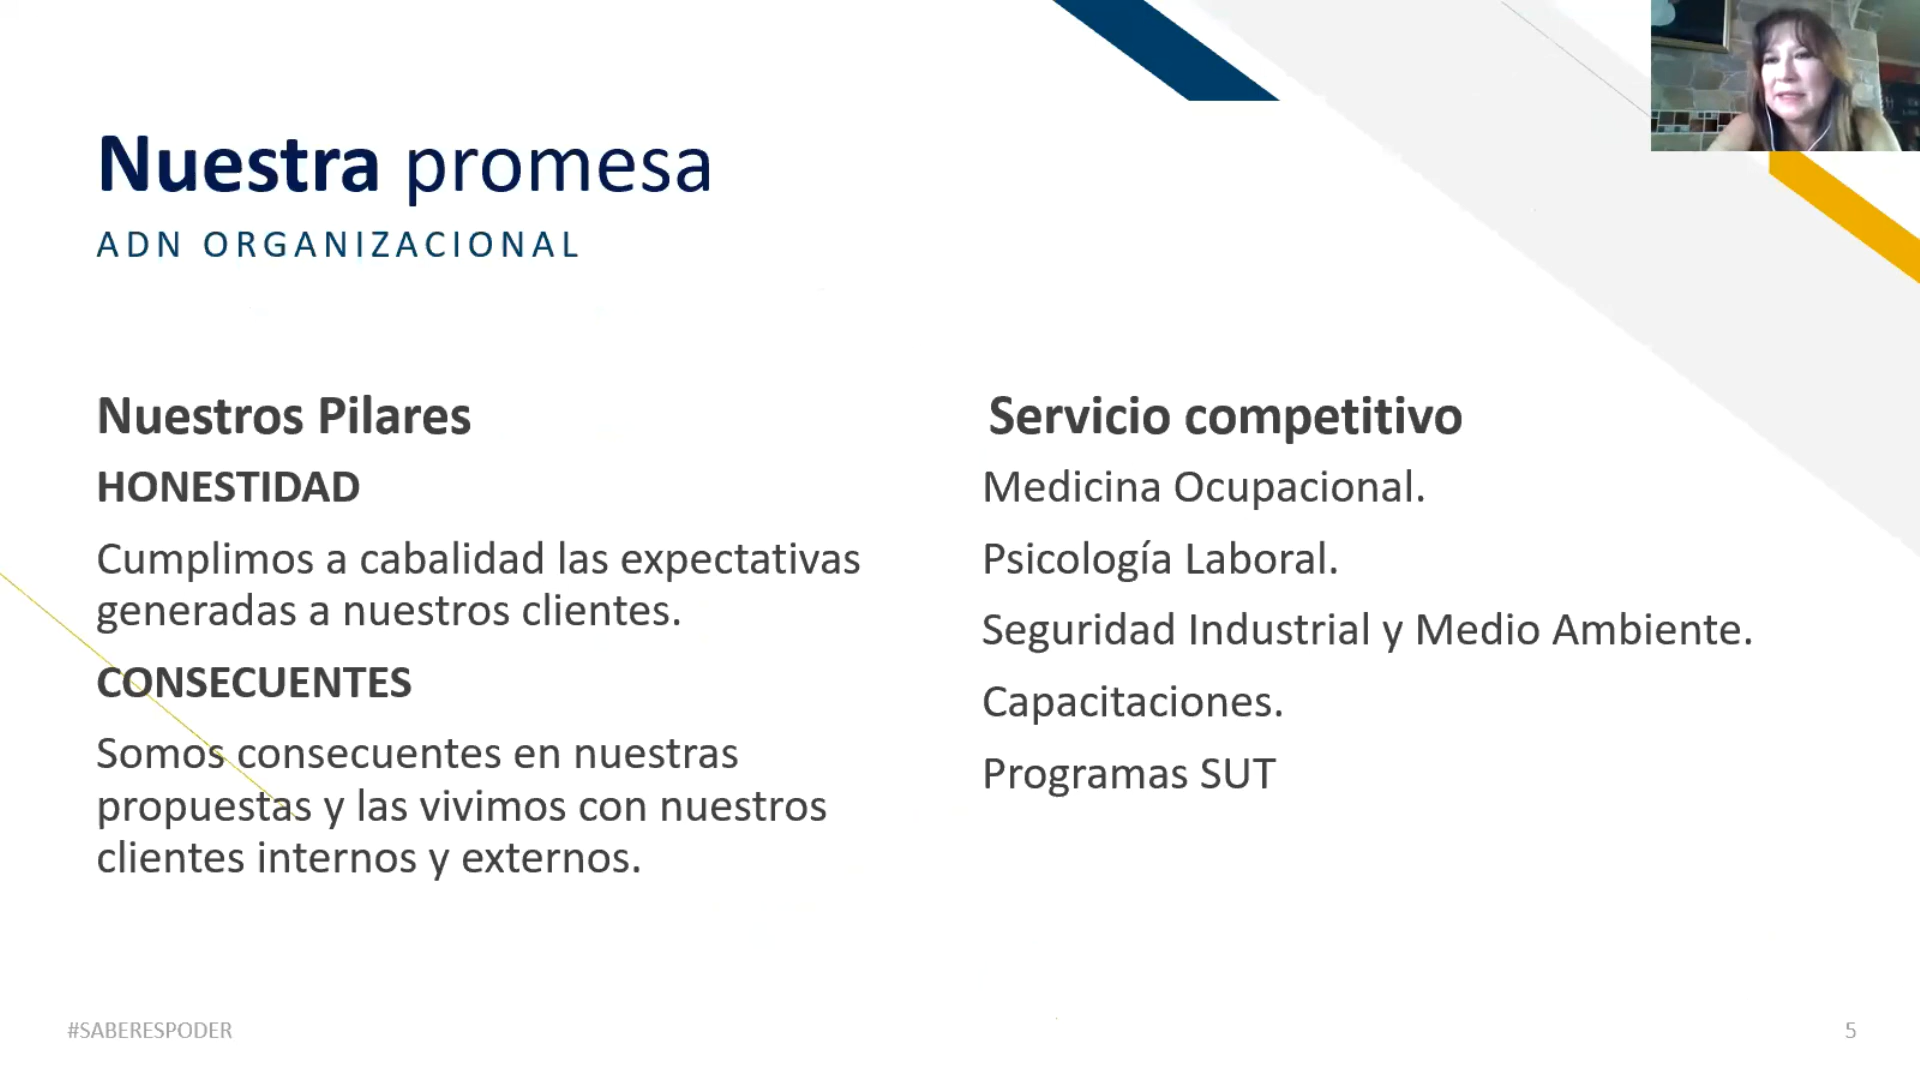 Nuestra promesa
ADN ORGANIZACIONAL
Nuestros Pilares
HONESTIDAD
Cumplimos a cabalidad las expectativas
generadas a nuestros clientes.
CONSECUENTES
Somos consecuentes en nuestras
propuestas y las vivimos con nuestros
clientes internos y externos.
Servicio competitivo
Medicina Ocupacional.
Psicología Laboral.
Seguridad Industrial y Medio Ambiente.
Capacitaciones.
Programas SUT
#SABERESPODER
5